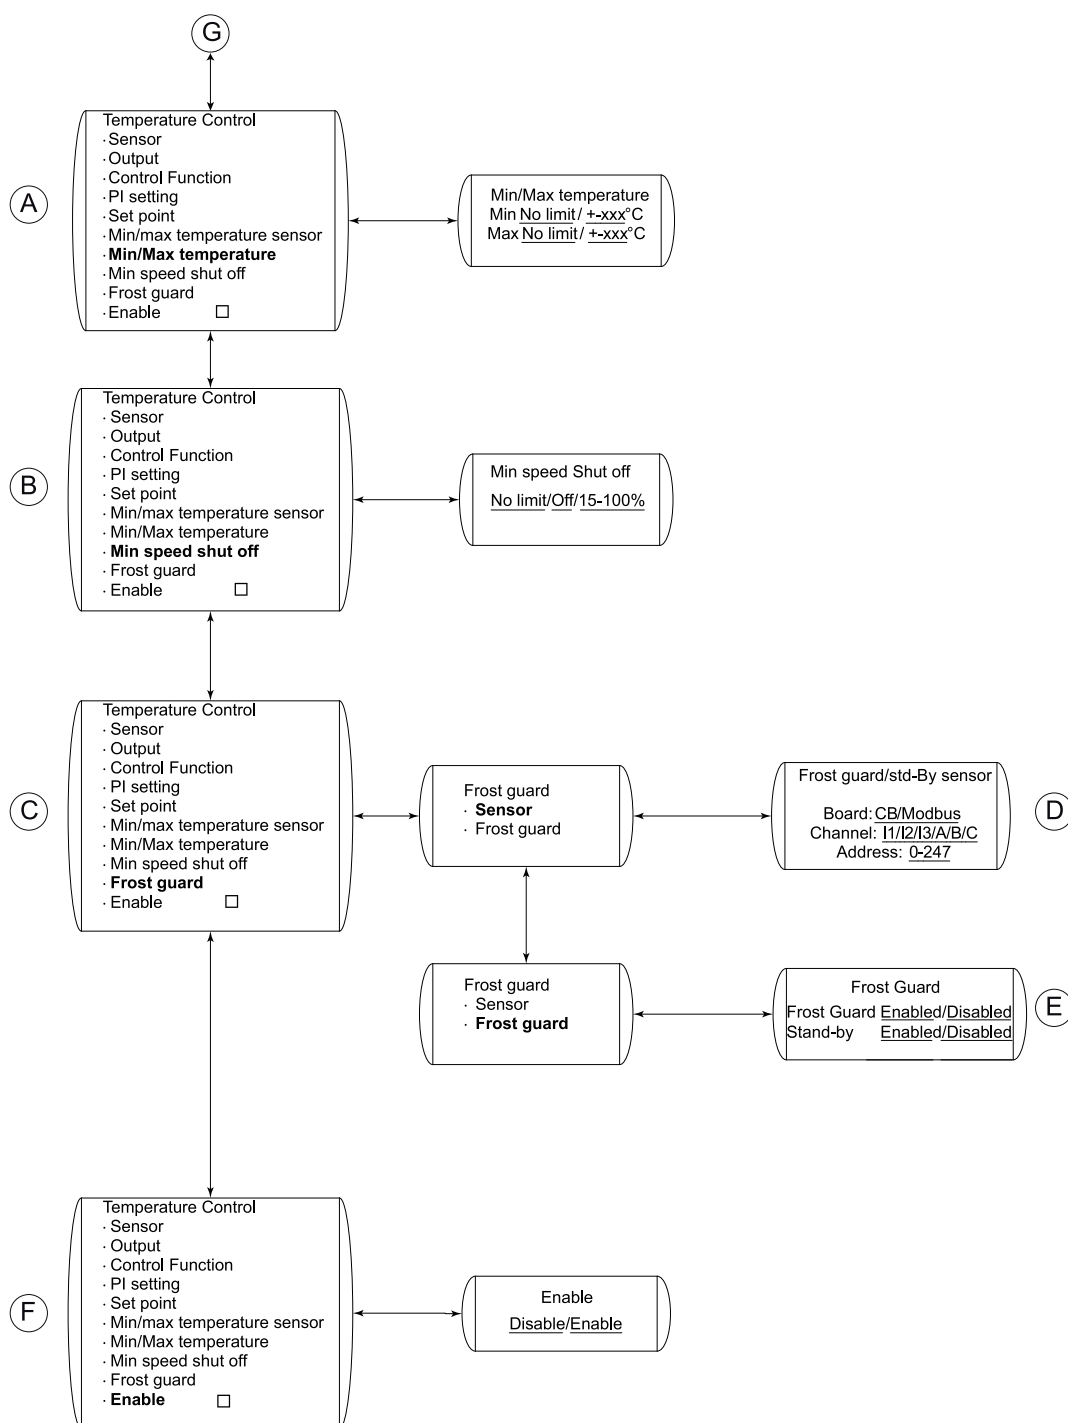 G
A
Temperature Control
· Sensor
· Output
· Control Function
· PI setting
· Set point
· Min/max temperature sensor
· Min/Max temperature
· Min speed shut off
· Frost guard
· Enable □
Min/Max temperature
Min No limit/ +-xxx°C
Max No limit/ +-xxx°C
B
Temperature Control
· Sensor
· Output
· Control Function
· PI setting
· Set point
· Min/max temperature sensor
· Min/Max temperature
· Min speed shut off
· Frost guard
· Enable □
Min speed Shut off
No limit/Off/15-100%
C
Temperature Control
· Sensor
· Output
· Control Function
· PI setting
· Set point
· Min/max temperature sensor
· Min/Max temperature
· Min speed shut off
· Frost guard
· Enable □
Frost guard
· Sensor
· Frost guard
Frost guard/std-By sensor
Board: CB/Modbus
Channel: I1/I2/I3/A/B/C
Address: 0-247
D
Frost guard
· Sensor
· Frost guard
Frost Guard
Frost Guard Enabled/Disabled
Stand-by Enabled/Disabled
E
F
Temperature Control
· Sensor
· Output
· Control Function
· PI setting
· Set point
· Min/max temperature sensor
· Min/Max temperature
· Min speed shut off
· Frost guard
· Enable □
Enable
Disable/Enable